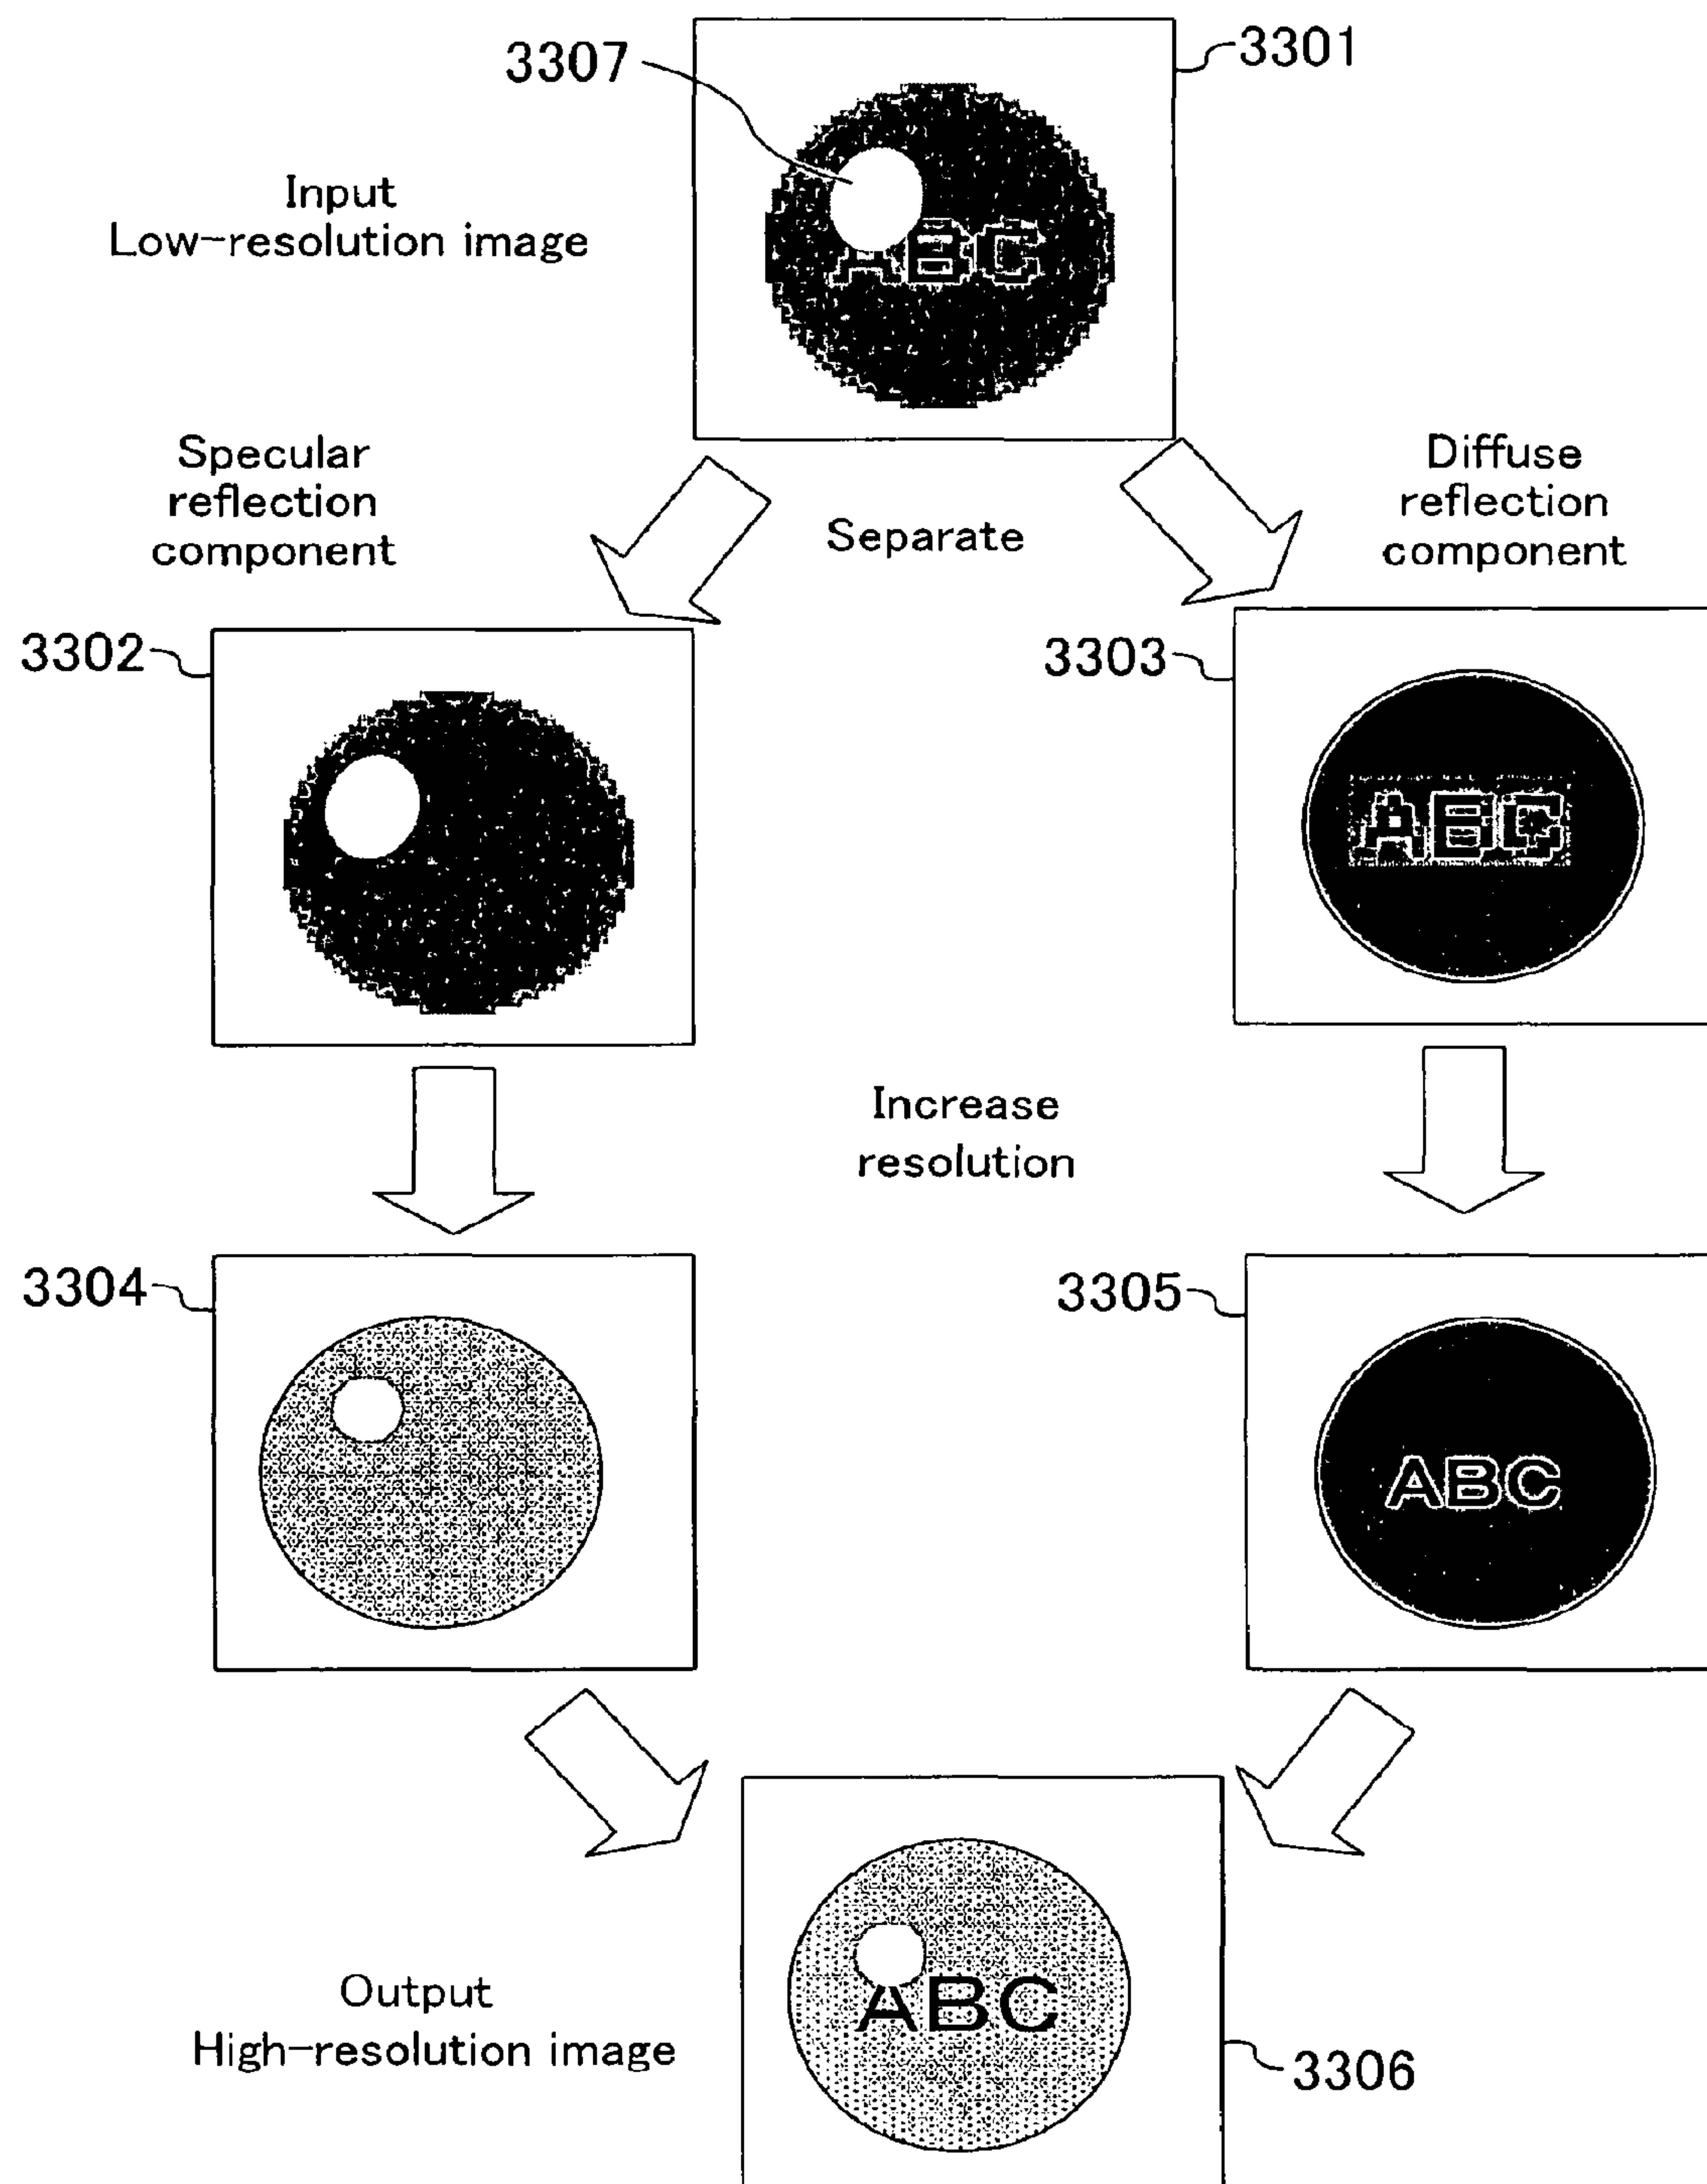 3307
3301
Input
Low-resolution image
ABC
Specular
reflection
component
Separate
Diffuse
reflection
component
3302
3303
ABC
Increase
resolution
3304
3305
ABC
ABC
Output
High-resolution image
3306